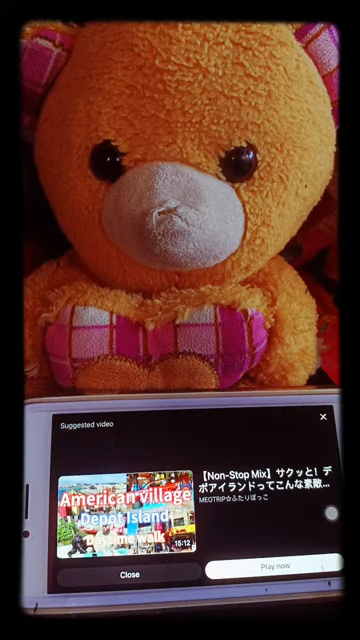 Suggested video
American village
Depot Island
Daytime walk
15:12
【Non-Stop Mix】サクッと！デ
ポアイランドってこんな素敵...
MEOTRIP☆ふたりぼっこ
Close
Play now